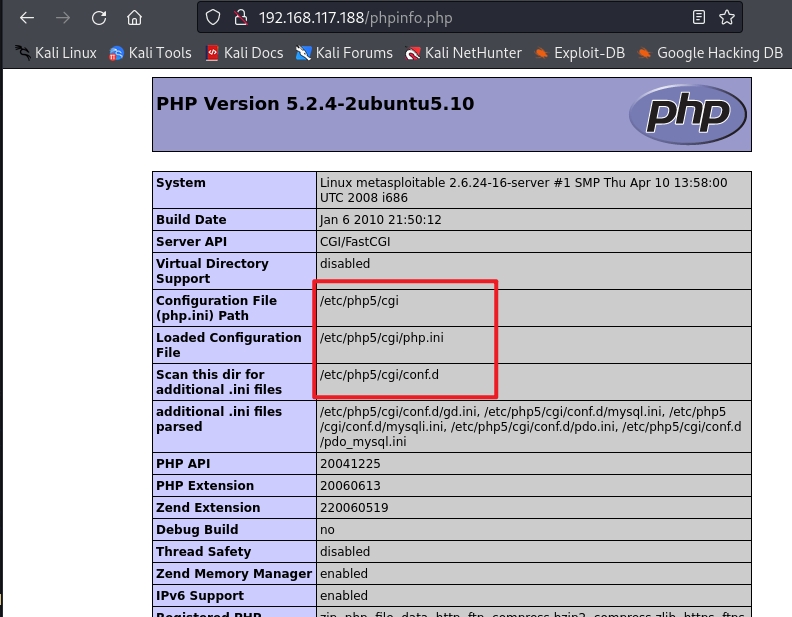 192.168.117.188/phpinfo.php
Kali Linux Kali Tools Kali Docs Kali Forums Kali NetHunter Exploit-DB Google Hacking DB
PHP Version 5.2.4-2ubuntu5.10
php
System Linux metasploitable 2.6.24-16-server #1 SMP Thu Apr 10 13:58:00
UTC 2008 i686
Build Date Jan 6 2010 21:50:12
Server API CGI/FastCGI
Virtual Directory disabled
Support
Configuration File /etc/php5/cgi
(php.ini) Path
Loaded Configuration /etc/php5/cgi/php.ini
File
Scan this dir for /etc/php5/cgi/conf.d
additional .ini files
additional .ini files /etc/php5/cgi/conf.d/gd.ini, /etc/php5/cgi/conf.d/mysql.ini, /etc/php5
parsed /cgi/conf.d/mysqli.ini, /etc/php5/cgi/conf.d/pdo.ini, /etc/php5/cgi/conf.d
/pdo_mysql.ini
PHP API 20041225
PHP Extension 20060613
Zend Extension 220060519
Debug Build no
Thread Safety disabled
Zend Memory Manager enabled
IPv6 Support enabled
Registered PHP zip, php, file, data, http, ftp, compress.bzip2, compress.zlib, https, ftps,